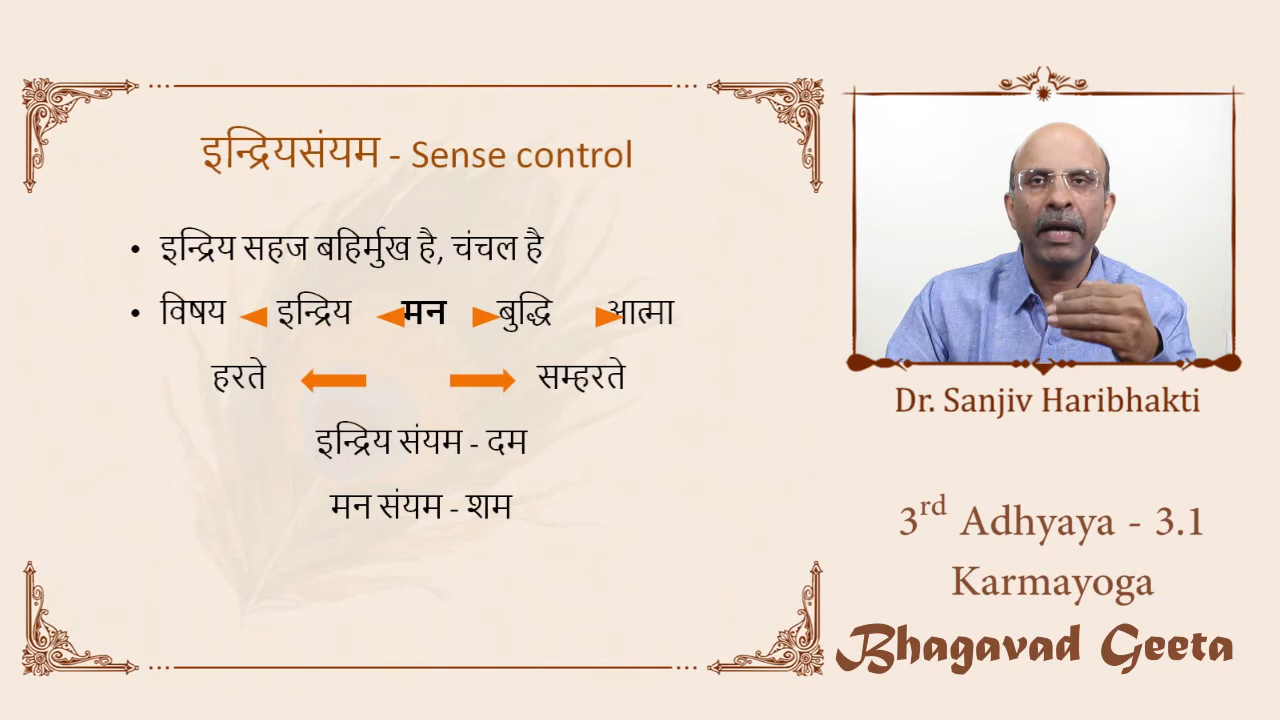 इन्द्रियसंयम - Sense control
• इन्द्रिय सहज बहिर्मुख है, चंचल है
• विषय इन्द्रिय मन बुद्धि आत्मा
हरते सम्हरते
इन्द्रिय संयम - दम
मन संयम - शम
Dr. Sanjiv Haribhakti
3rd Adhyaya - 3.1
Karmayoga
Bhagavad Geeta